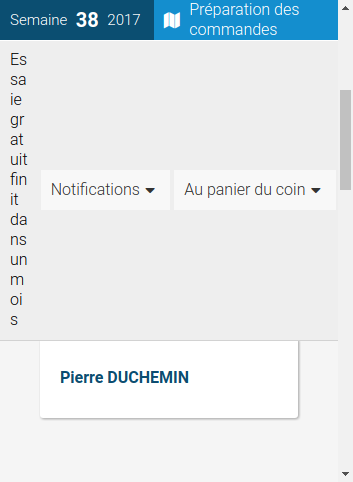 Semaine 38 2017
Préparation des
commandes
Es
sa
ie
gr
at
uit
fin
it
da
ns
un
m
oi
s
Notifications
Au panier du coin
Pierre DUCHEMIN